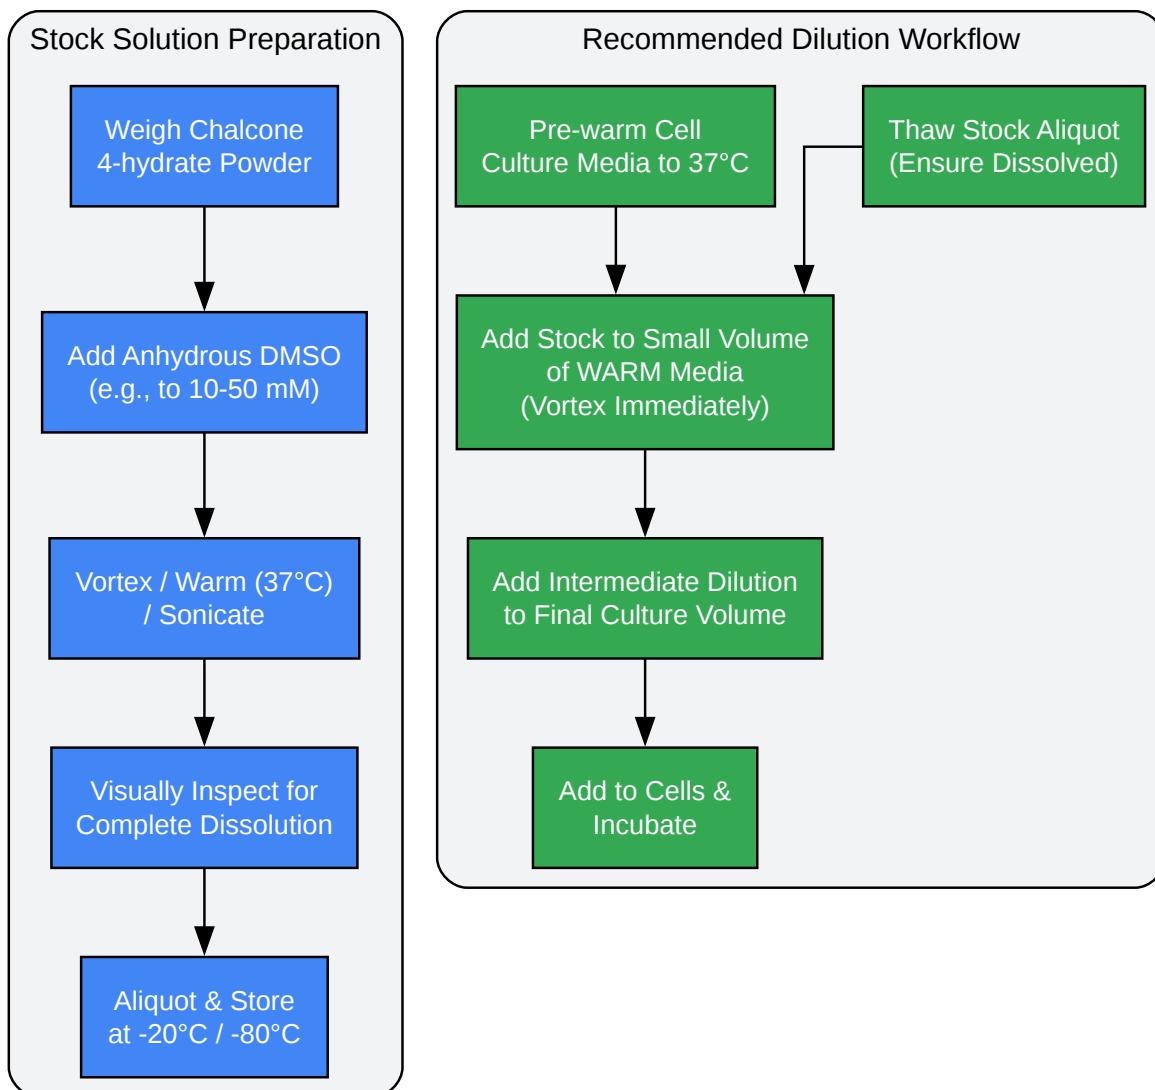 Stock Solution Preparation
Weigh Chalcone
4-hydrate Powder
Add Anhydrous DMSO
(e.g., to 10-50 mM)
Vortex / Warm (37°C)
/ Sonicate
Visually Inspect for
Complete Dissolution
Aliquot & Store
at -20°C / -80°C
Recommended Dilution Workflow
Pre-warm Cell
Culture Media to 37°C
Thaw Stock Aliquot
(Ensure Dissolved)
Add Stock to Small Volume
of WARM Media
(Vortex Immediately)
Add Intermediate Dilution
to Final Culture Volume
Add to Cells &
Incubate